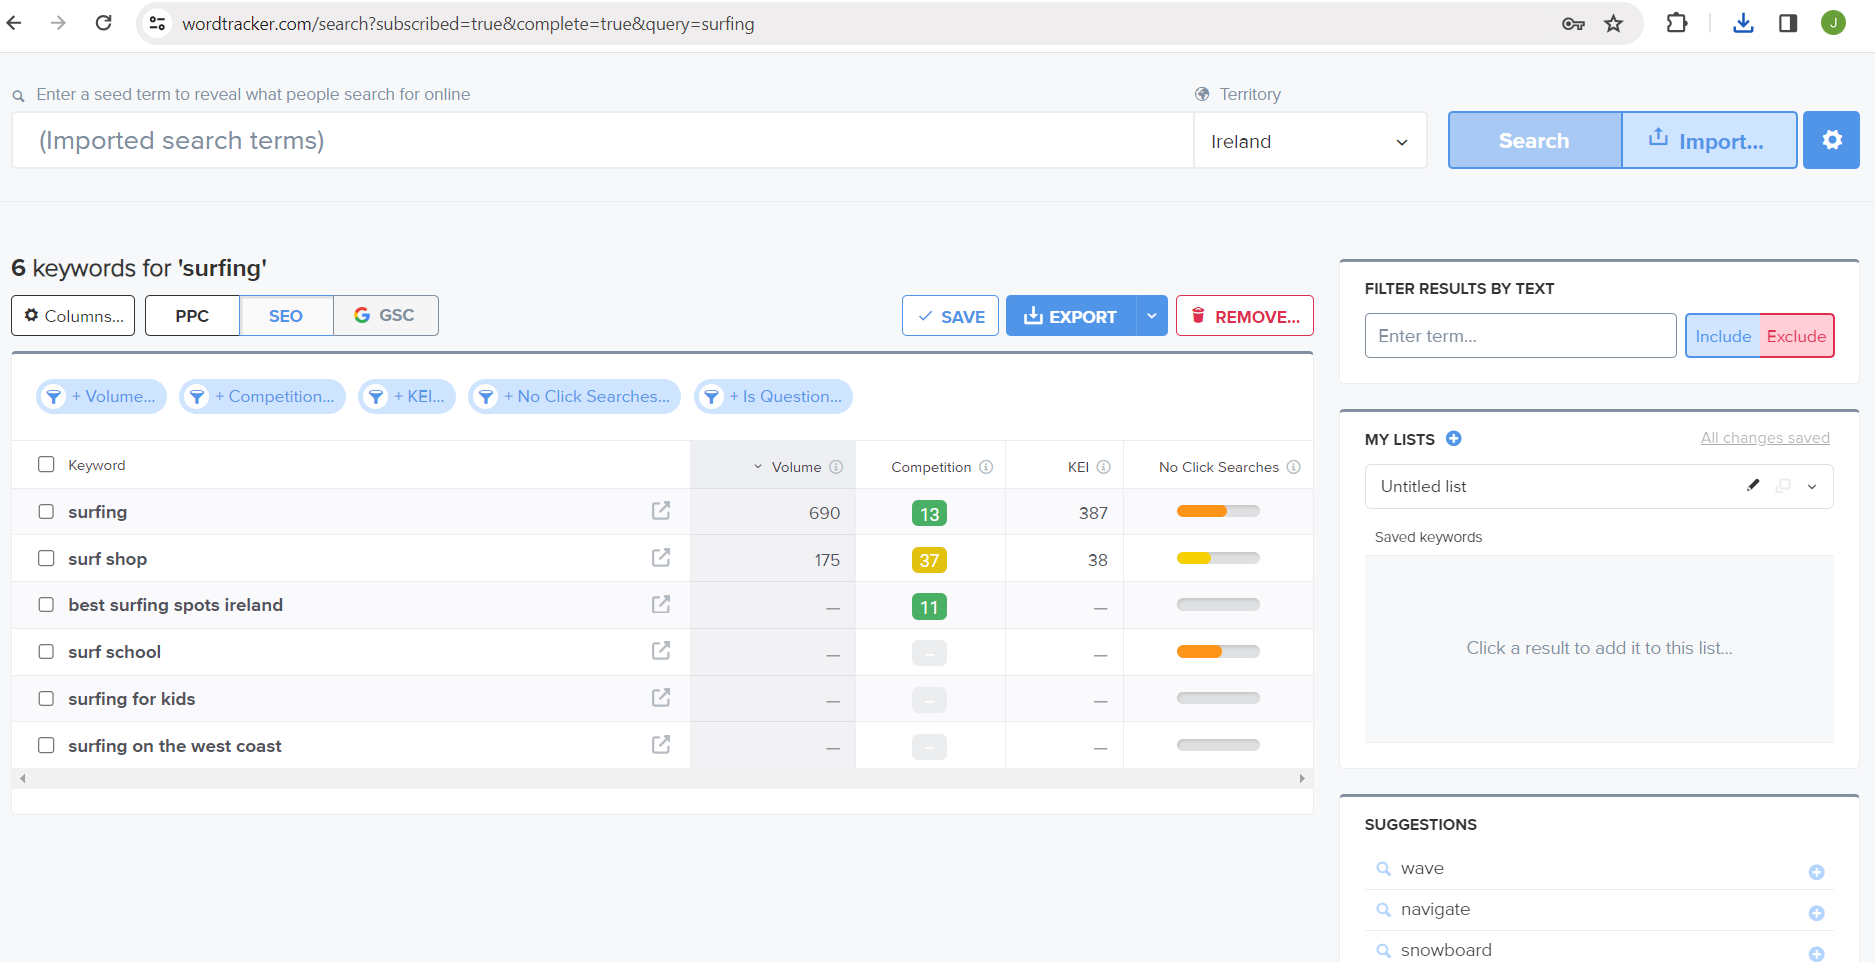 wordtracker.com/search?subscribed=true&complete=true&query=surfing
J
Enter a seed term to reveal what people search for online
Territory
(Imported search terms)
Ireland
Search
Import...
6 keywords for 'surfing'
Columns...
PPC
SEO
GSC
SAVE
EXPORT
REMOVE...
+ Volume...
+ Competition...
+ KEI...
+ No Click Searches...
+ Is Question...
Keyword Volume Competition KEI No Click Searches
surfing 690 13 387
surf shop 175 37 38
best surfing spots ireland — 11 —
surf school — – —
surfing for kids — – —
surfing on the west coast — – —
FILTER RESULTS BY TEXT
Enter term...
Include
Exclude
MY LISTS
All changes saved
Untitled list
Saved keywords
Click a result to add it to this list...
SUGGESTIONS
wave
navigate
snowboard